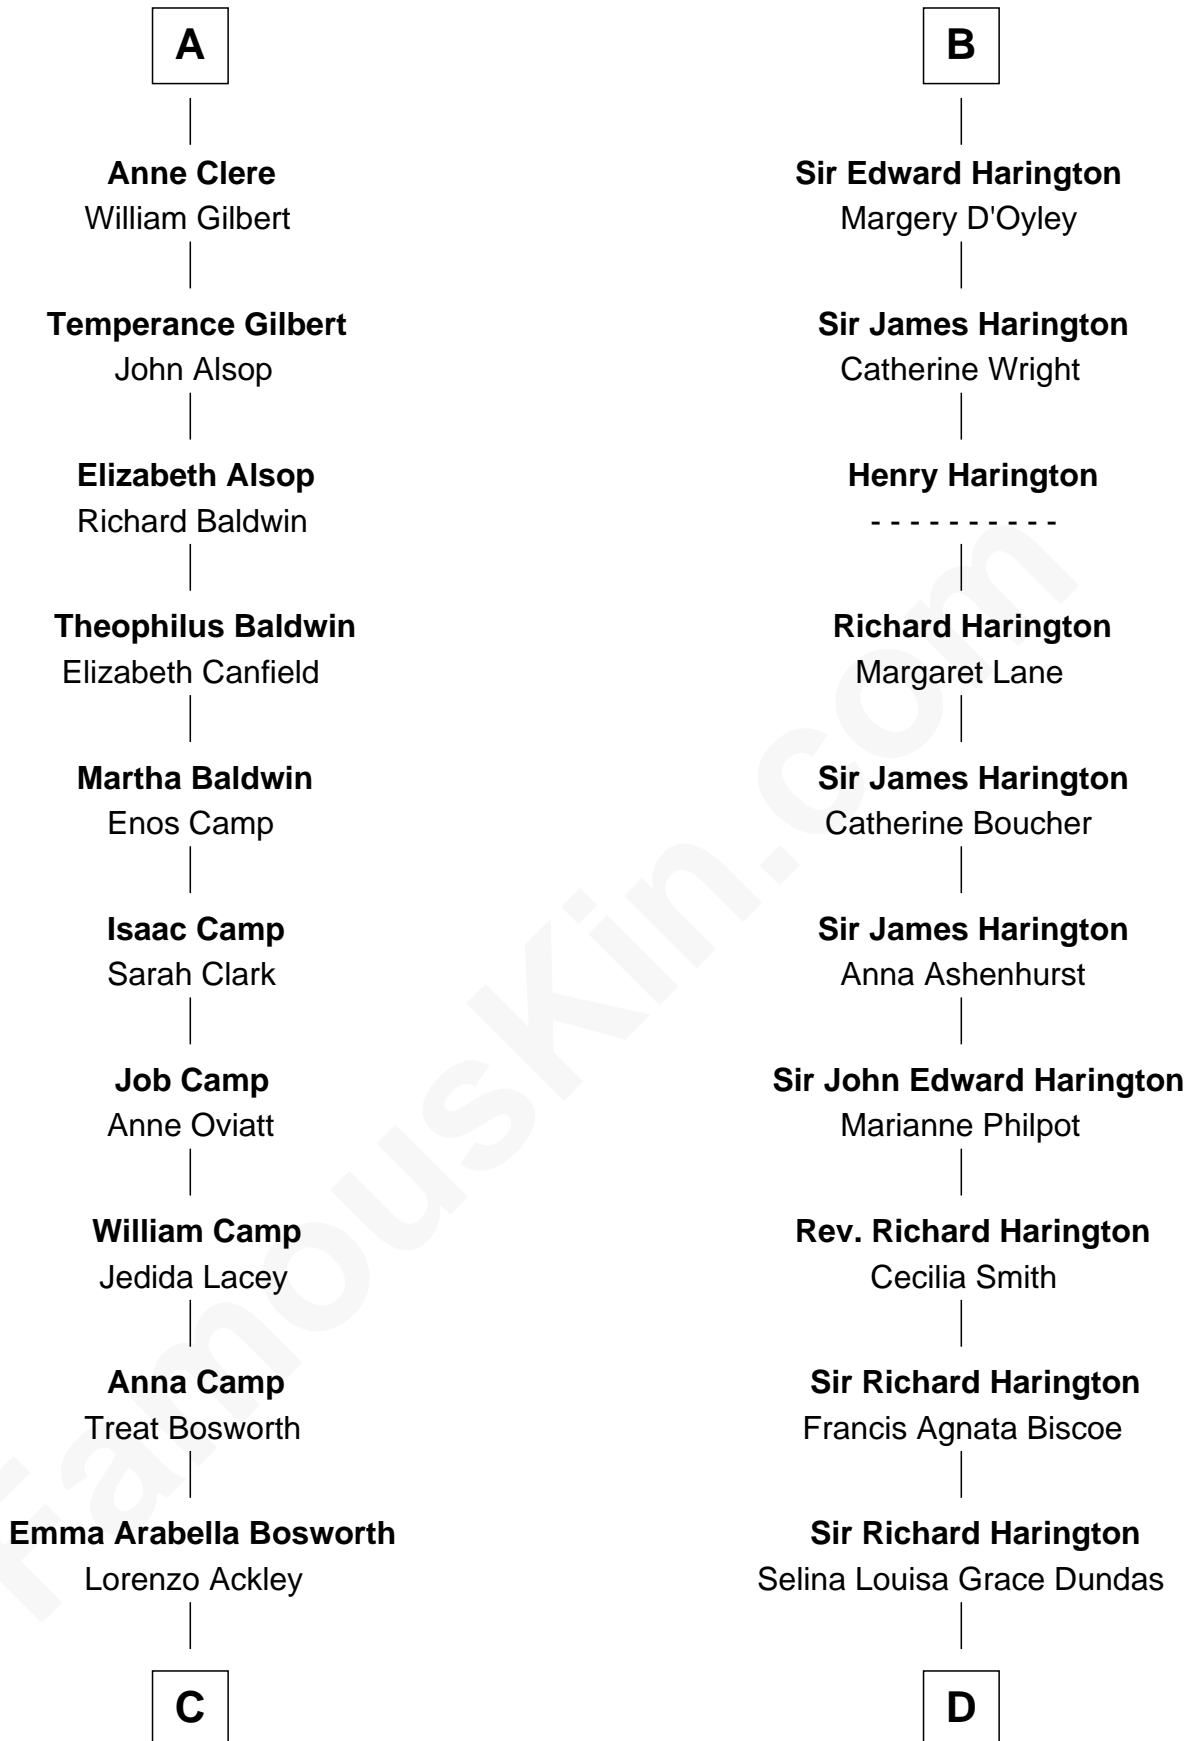 A
Anne Clere
William Gilbert
Temperance Gilbert
John Alsop
Elizabeth Alsop
Richard Baldwin
Theophilus Baldwin
Elizabeth Canfield
Martha Baldwin
Enos Camp
Isaac Camp
Sarah Clark
Job Camp
Anne Oviatt
William Camp
Jedida Lacey
Anna Camp
Treat Bosworth
Emma Arabella Bosworth
Lorenzo Ackley
C
B
Sir Edward Harington
Margery D'Oyley
Sir James Harington
Catherine Wright
Henry Harington
- - - - - - - - - -
Richard Harington
Margaret Lane
Sir James Harington
Catherine Boucher
Sir James Harington
Anna Ashenhurst
Sir John Edward Harington
Marianne Philpot
Rev. Richard Harington
Cecilia Smith
Sir Richard Harington
Francis Agnata Biscoe
Sir Richard Harington
Selina Louisa Grace Dundas
D
FamousKin.com